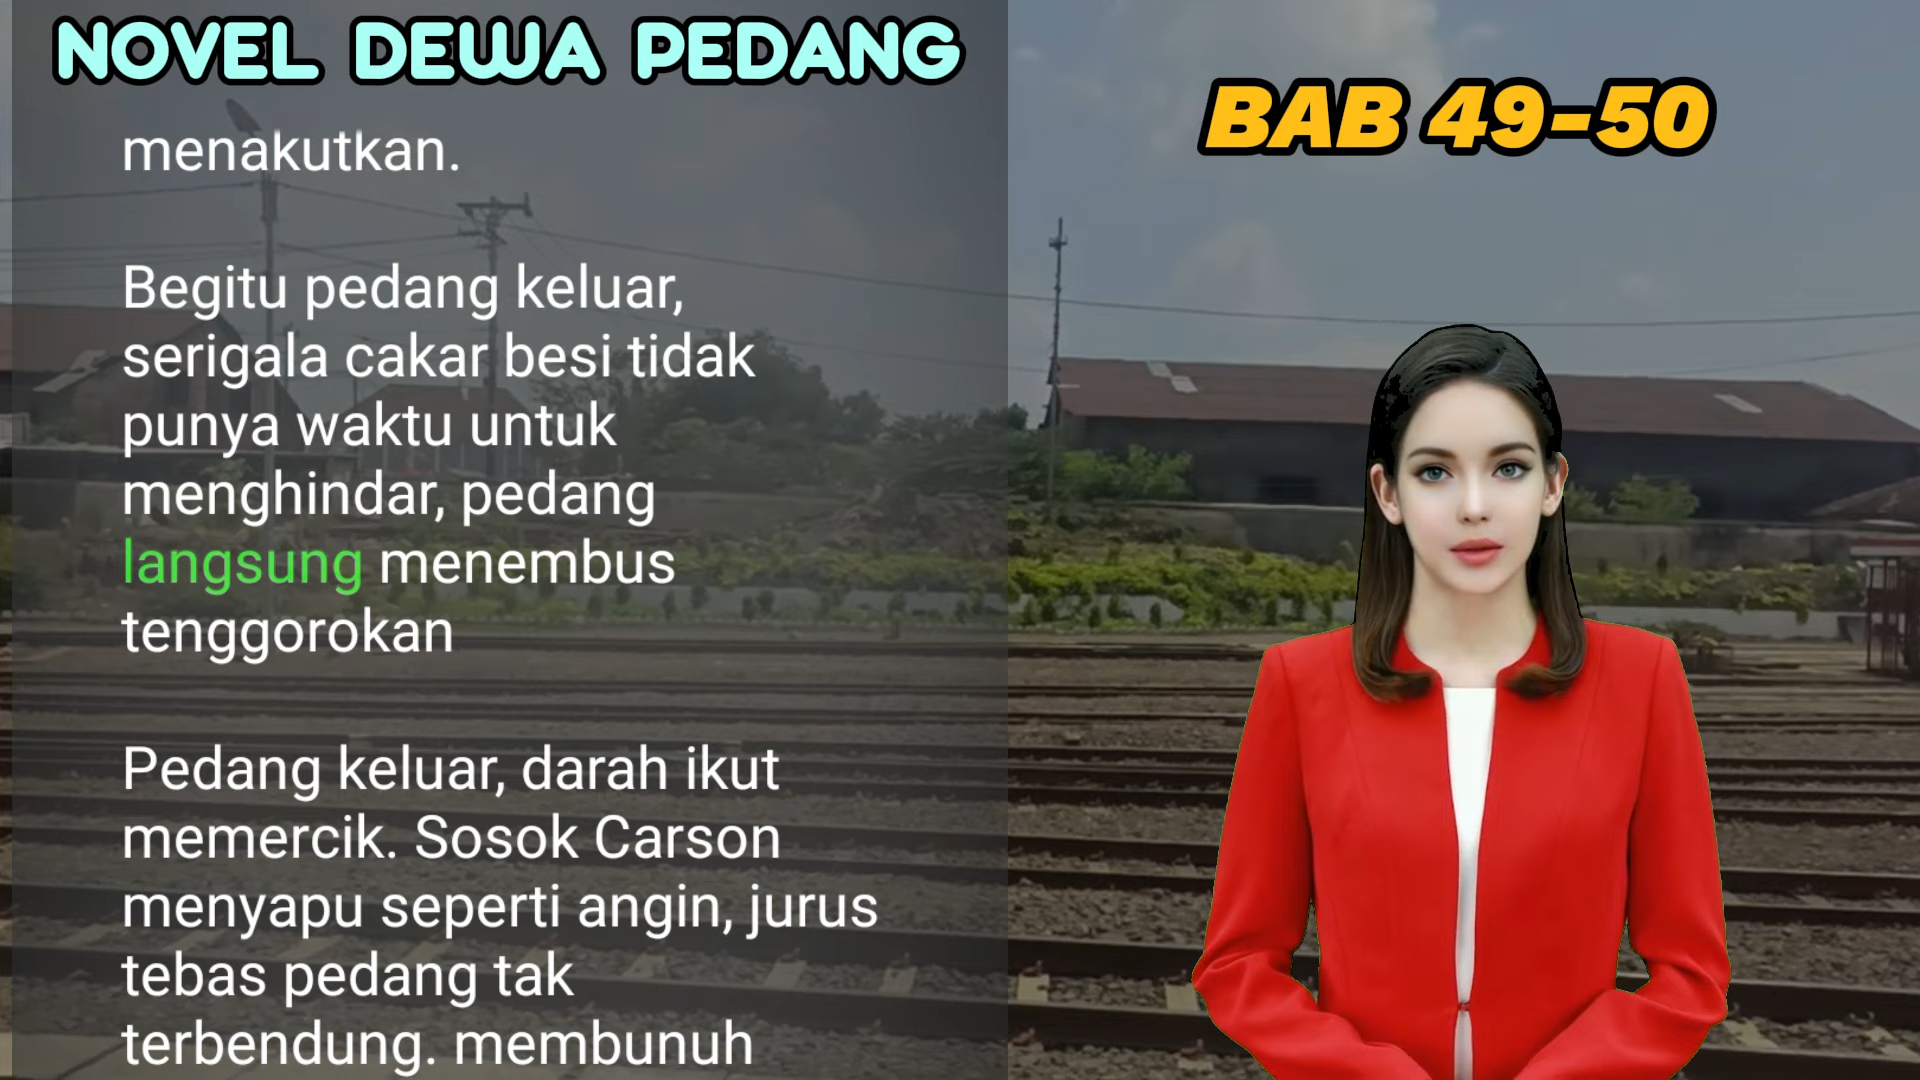 NOVEL DEWA PEDANG
BAB 49-50
menakutkan.
Begitu pedang keluar,
serigala cakar besi tidak
punya waktu untuk
menghindar, pedang
langsung menembus
tenggorokan
Pedang keluar, darah ikut
memercik. Sosok Carson
menyapu seperti angin, jurus
tebas pedang tak
terbendung. membunuh